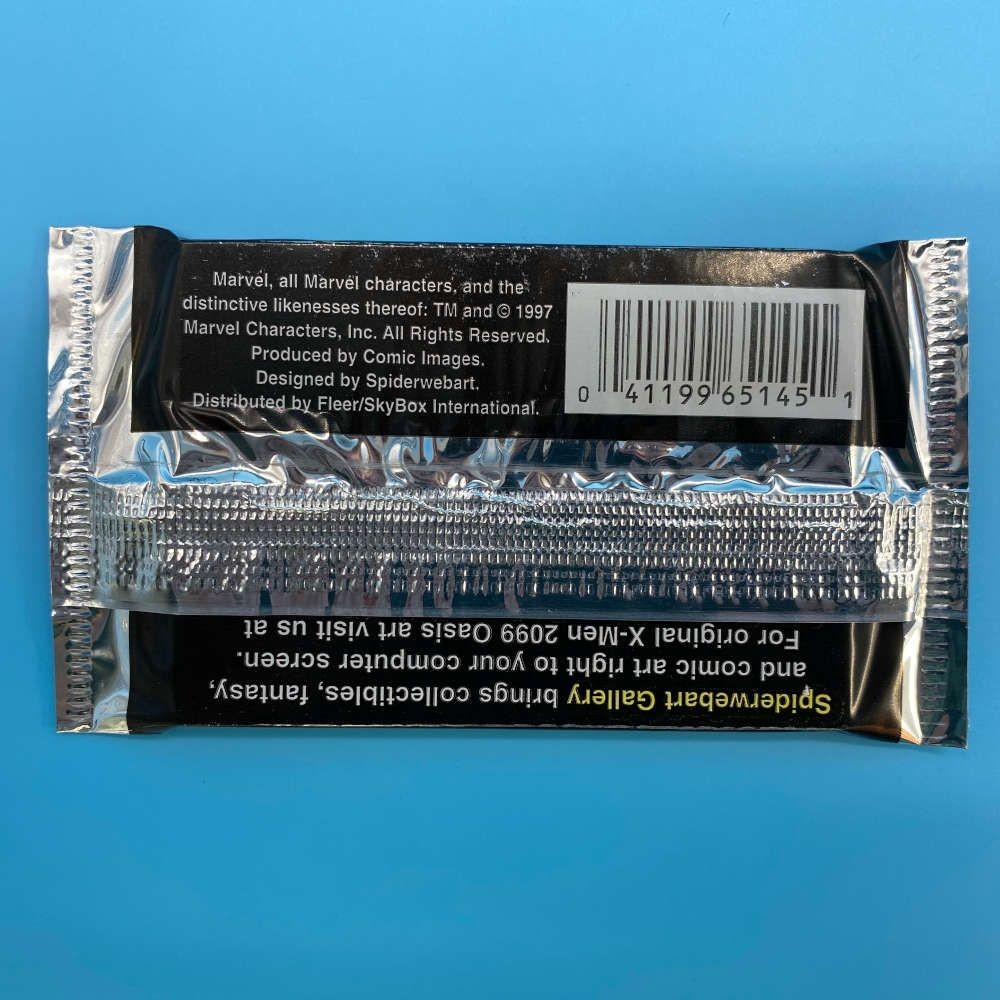 Marvel, all Marvel characters, and the
distinctive likenesses thereof: TM and © 1997
Marvel Characters, Inc. All Rights Reserved.
Produced by Comic Images.
Designed by Spiderwebart.
Distributed by Fleer/SkyBox International.
0 41199 65145 1
Spiderwebart Gallery brings collectibles, fantasy,
and comic art right to your computer screen.
For original X-Men 2099 Oasis art visit us at